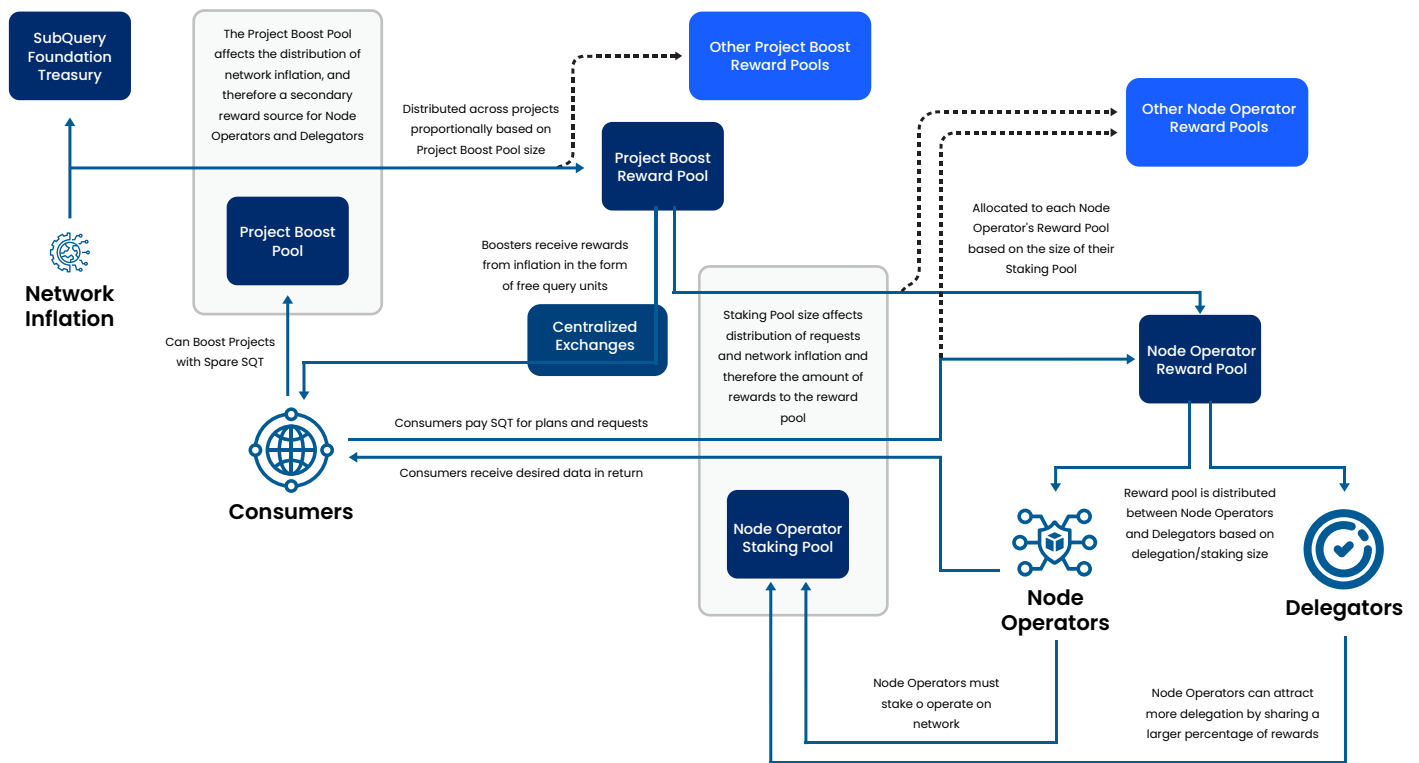 SubQuery
Foundation
Treasury
The Project Boost Pool
affects the distribution of
network inflation, and
therefore a secondary
reward source for Node
Operators and Delegators
Distributed across projects
proportionally based on
Project Boost Pool size
Other Project Boost
Reward Pools
Other Node Operator
Reward Pools
Project Boost
Reward Pool
Project Boost
Pool
Network
Inflation
Boosters receive rewards
from inflation in the form
of free query units
Allocated to each Node
Operator's Reward Pool
based on the size of their
Staking Pool
Can Boost Projects
with Spare SQT
Centralized
Exchanges
Staking Pool size affects
distribution of requests
and network inflation and
therefore the amount of
rewards to the reward
pool
Node Operator
Reward Pool
Consumers pay SQT for plans and requests
Consumers receive desired data in return
Consumers
Node Operator
Staking Pool
Reward pool is distributed
between Node Operators
and Delegators based on
delegation/staking size
Node
Operators
Delegators
Node Operators must
stake o operate on
network
Node Operators can attract
more delegation by sharing a
larger percentage of rewards